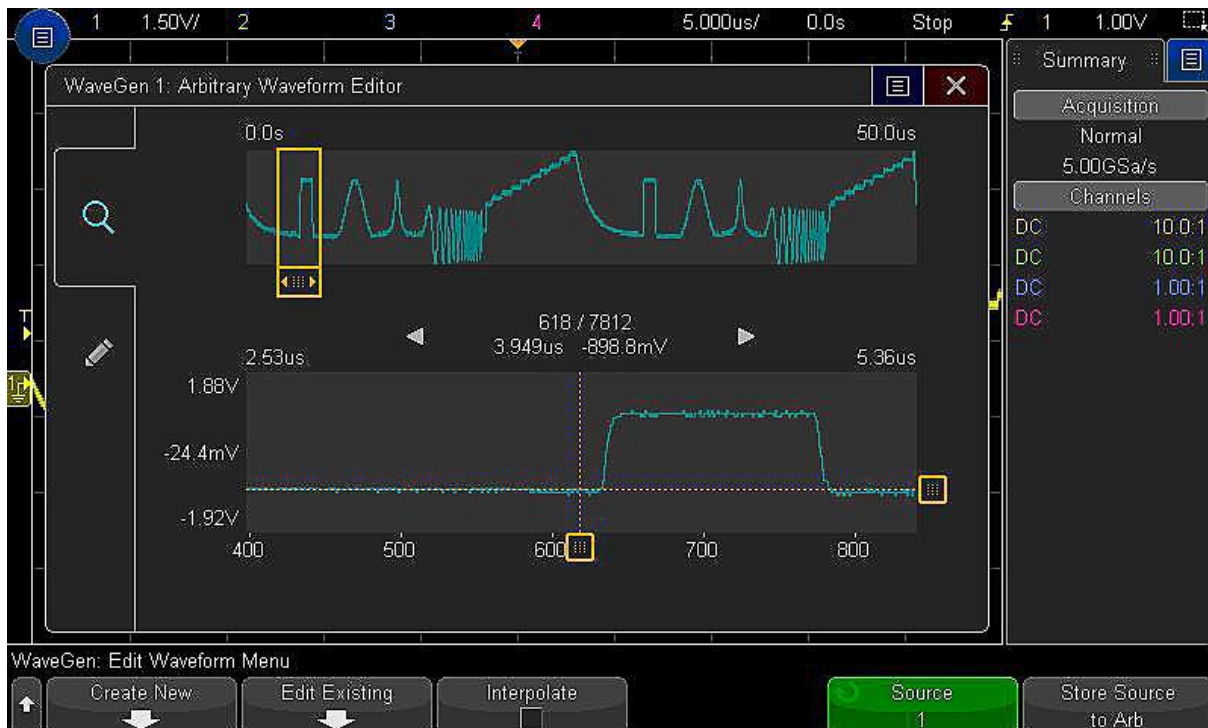 1 1.50V/ 2 3 4 5.000us/ 0.0s Stop 1 1.00V
Summary
WaveGen 1: Arbitrary Waveform Editor
Acquisition
Normal
5.00GSa/s
Channels
DC 10.0:1
DC 10.0:1
DC 1.00:1
DC 1.00:1
0.0s 50.0us
618 / 7812
3.949us -898.8mV
2.53us 5.36us
1.88V
-24.4mV
-1.92V
400 500 600 700 800
T
1
WaveGen: Edit Waveform Menu
Create New
Edit Existing
Interpolate
Source
1
Store Source
to Arb